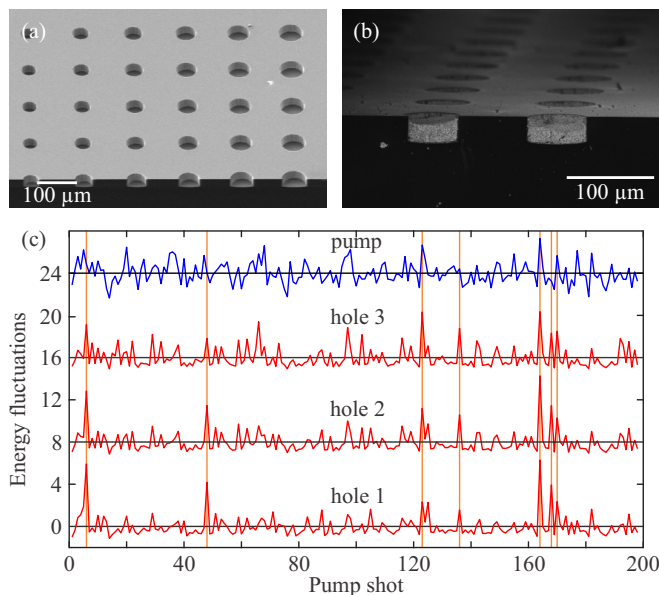 (a)
100 µm
(b)
100 µm
(c)
pump
hole 3
hole 2
hole 1
Energy fluctuations
24
20
16
12
8
4
0
0
40
80
120
160
200
Pump shot